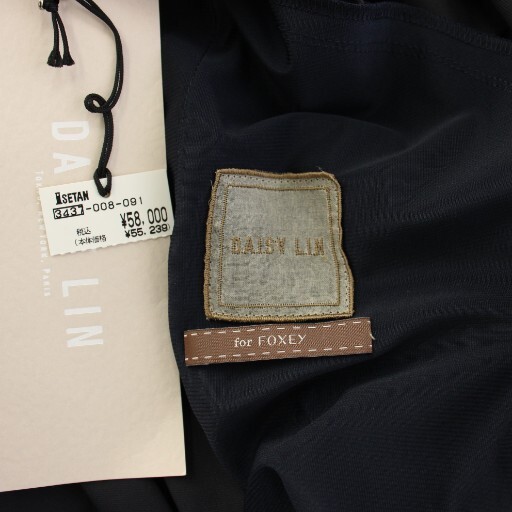 DAISY LIN
ISETAN
3437-008-091
¥58,000
税込
(本体価格 ¥55,239)
DAISY LIN
for FOXEY